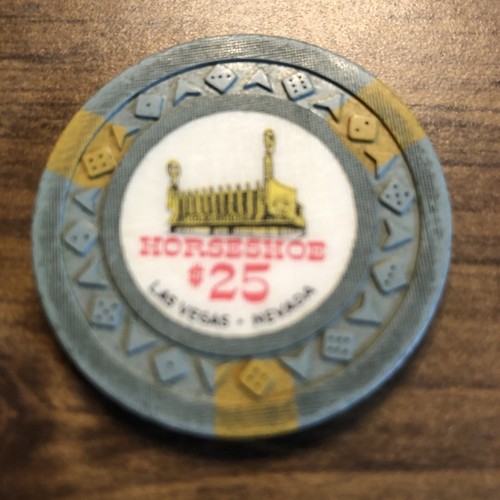 HORSESHOE
$25
LAS VEGAS • NEVADA